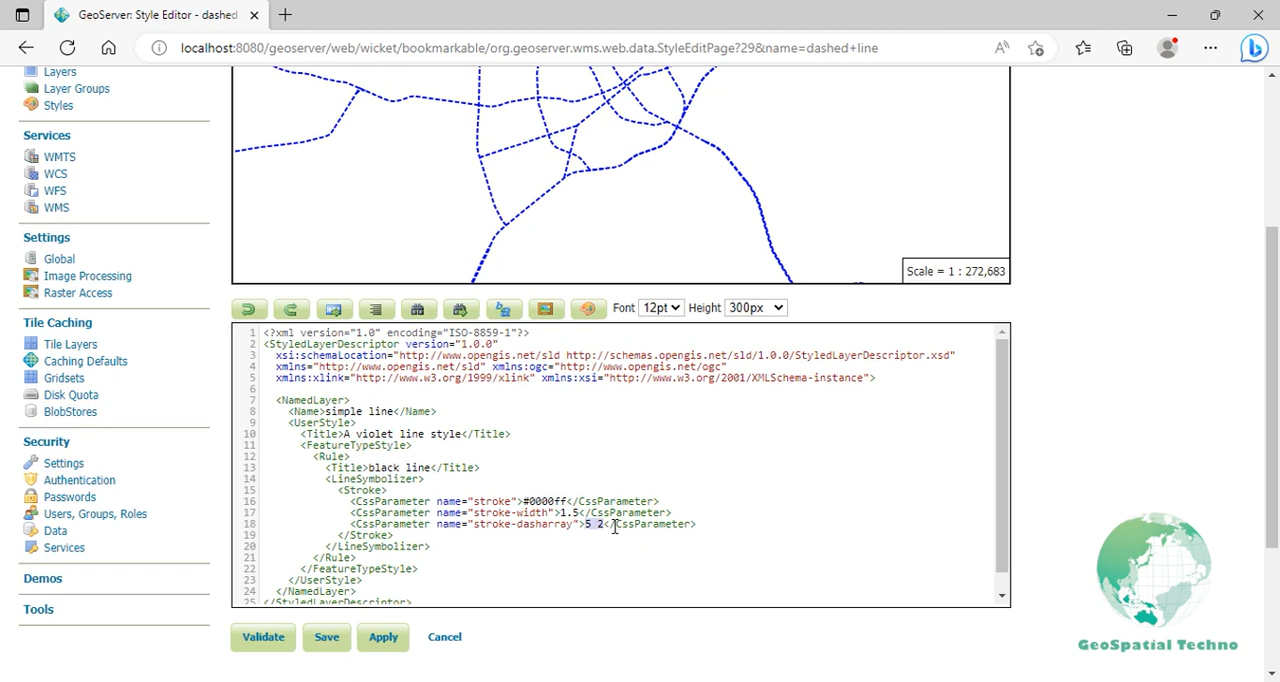 GeoServer: Style Editor - dashed
localhost:8080/geoserver/web/wicket/bookmarkable/org.geoserver.wms.web.data.StyleEditPage?29&name=dashed+line
Layers
Layer Groups
Styles
Services
WMTS
WCS
WFS
WMS
Settings
Global
Image Processing
Raster Access
Tile Caching
Tile Layers
Caching Defaults
Gridsets
Disk Quota
BlobStores
Security
Settings
Authentication
Passwords
Users, Groups, Roles
Data
Services
Demos
Tools
Scale = 1 : 272,683
Font 12pt Height 300px
1 <?xml version="1.0" encoding="ISO-8859-1"?>
2 <StyledLayerDescriptor version="1.0.0"
3 xsi:schemaLocation="http://www.opengis.net/sld http://schemas.opengis.net/sld/1.0.0/StyledLayerDescriptor.xsd"
4 xmlns="http://www.opengis.net/sld" xmlns:ogc="http://www.opengis.net/ogc"
5 xmlns:xlink="http://www.w3.org/1999/xlink" xmlns:xsi="http://www.w3.org/2001/XMLSchema-instance">
6
7 <NamedLayer>
8 <Name>simple line</Name>
9 <UserStyle>
10 <Title>A violet line style</Title>
11 <FeatureTypeStyle>
12 <Rule>
13 <Title>black line</Title>
14 <LineSymbolizer>
15 <Stroke>
16 <CssParameter name="stroke">#0000ff</CssParameter>
17 <CssParameter name="stroke-width">1.5</CssParameter>
18 <CssParameter name="stroke-dasharray">5 2</CssParameter>
19 </Stroke>
20 </LineSymbolizer>
21 </Rule>
22 </FeatureTypeStyle>
23 </UserStyle>
24 </NamedLayer>
25 </StyledLayerDescriptor>
Validate Save Apply Cancel
GeoSpatial Techno